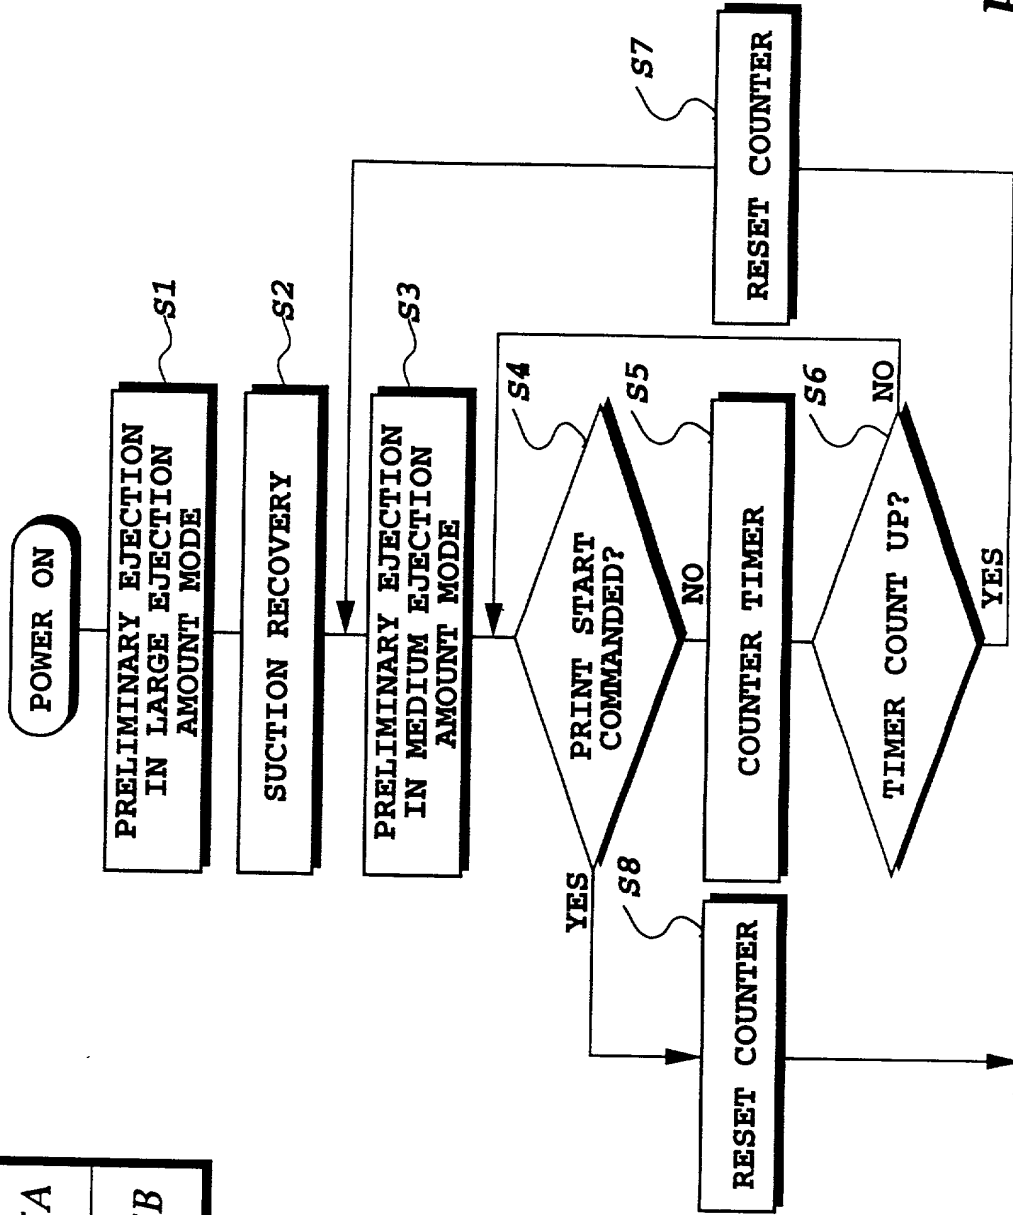 POWER ON
PRELIMINARY EJECTION
IN LARGE EJECTION
AMOUNT MODE
S1
SUCTION RECOVERY
S2
PRELIMINARY EJECTION
IN MEDIUM EJECTION
AMOUNT MODE
S3
PRINT START
COMMANDED?
S4
YES
NO
COUNTER TIMER
S5
TIMER COUNT UP?
S6
NO
YES
RESET COUNTER
S7
RESET COUNTER
S8